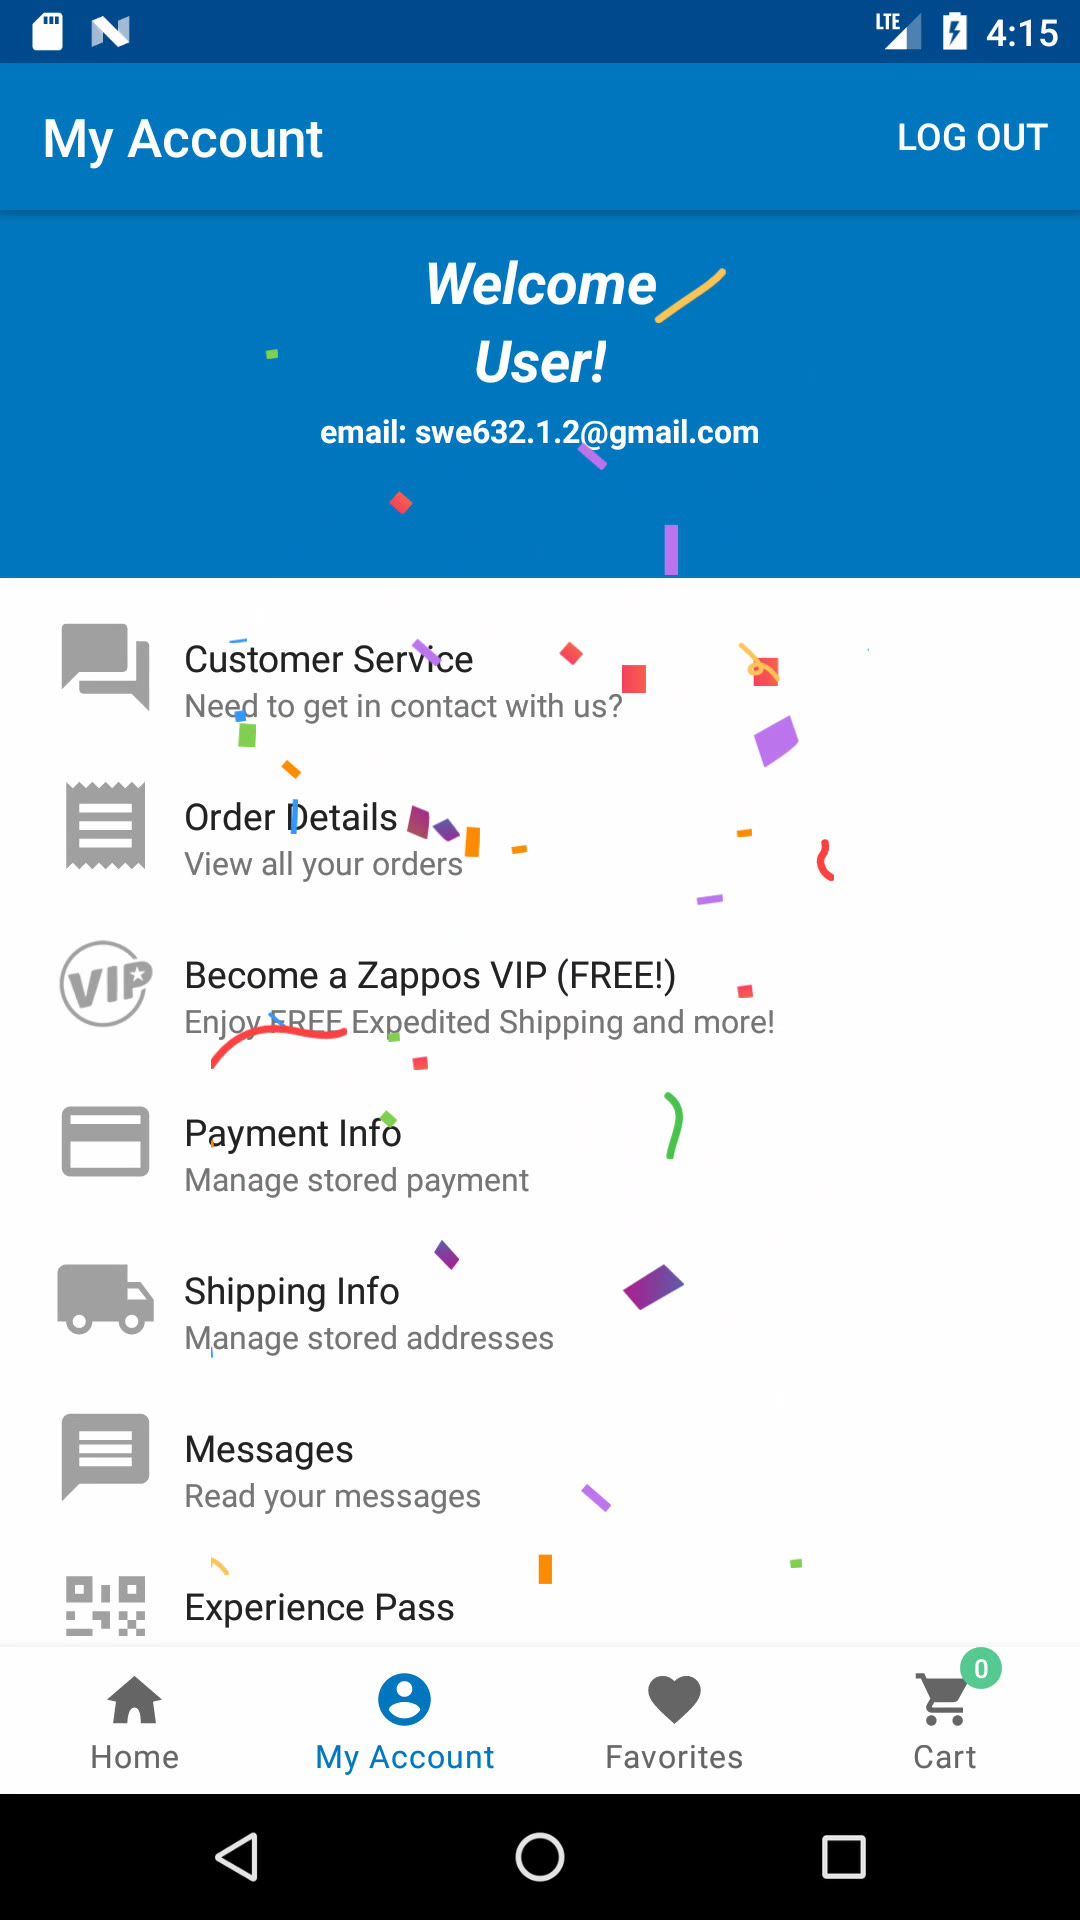 LTE 4:15
My Account LOG OUT
Welcome
User!
email: swe632.1.2@gmail.com
Customer Service
Need to get in contact with us?
Order Details
View all your orders
VIP
Become a Zappos VIP (FREE!)
Enjoy FREE Expedited Shipping and more!
Payment Info
Manage stored payment
Shipping Info
Manage stored addresses
Messages
Read your messages
Experience Pass
0
Home My Account Favorites Cart